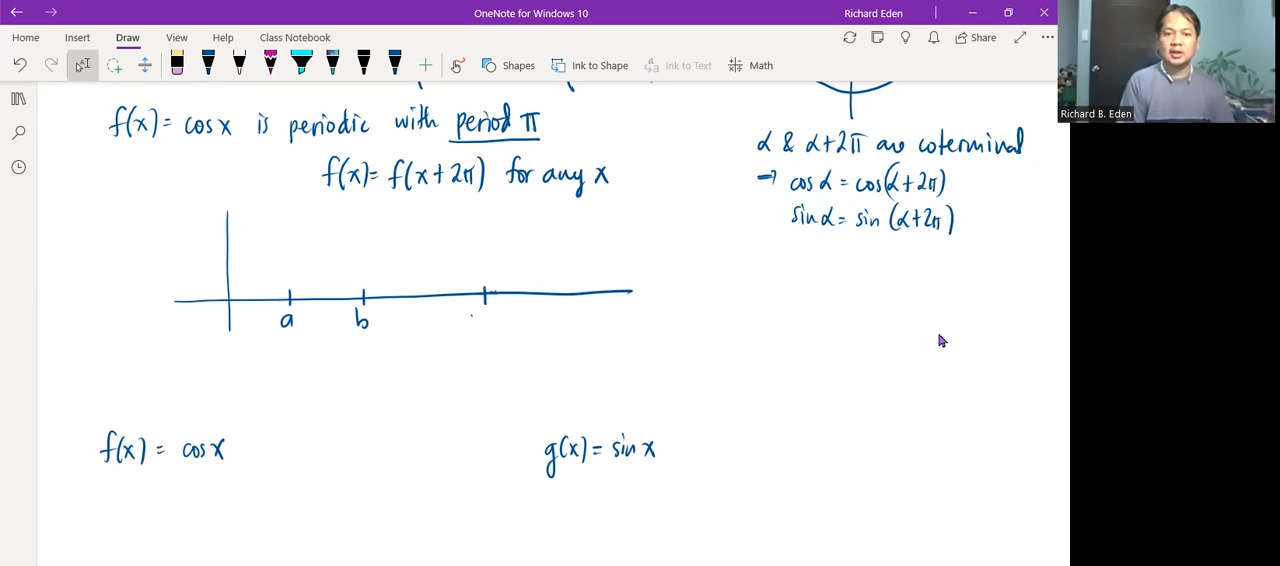 OneNote for Windows 10
Richard Eden
Home Insert Draw View Help Class Notebook
Share
Shapes Ink to Shape Ink to Text Math
Richard B. Eden
f(x) = cos x is periodic with period π
f(x) = f(x + 2π) for any x
α & α+2π are coterminal
→ cos α = cos(α+2π)
sin α = sin (α+2π)
a b
f(x) = cos x
g(x) = sin x